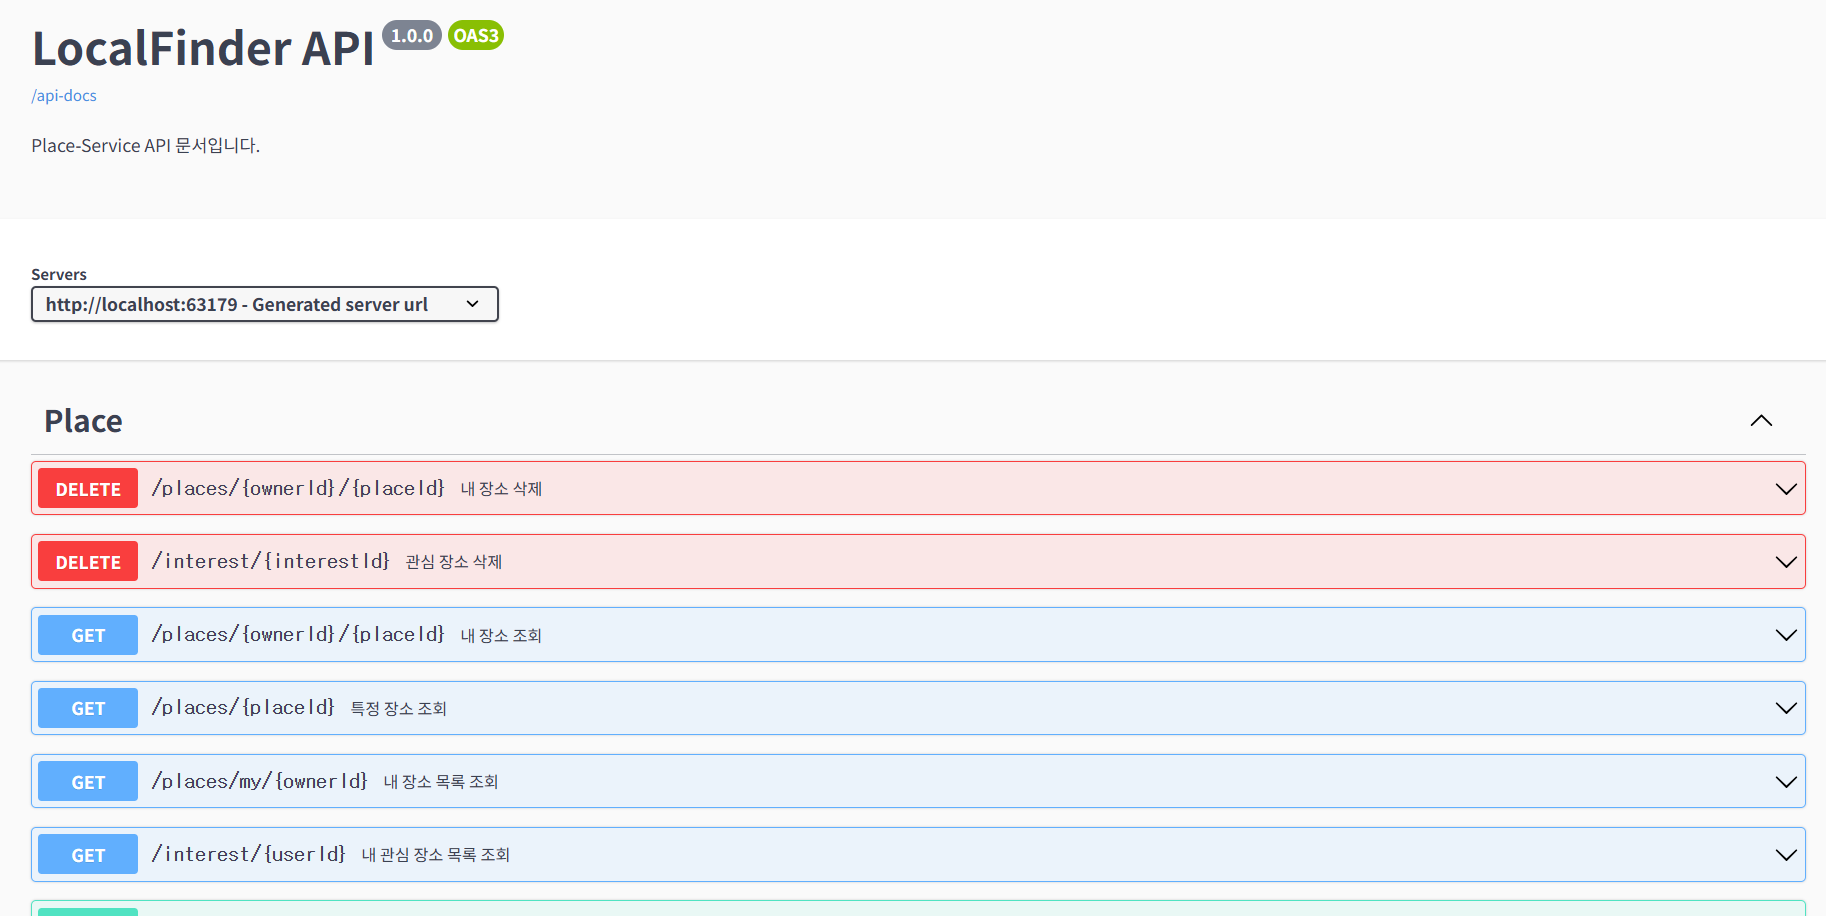 LocalFinder API 1.0.0 OAS3
/api-docs
Place-Service API 문서입니다.
Servers
http://localhost:63179 - Generated server url
Place
DELETE /places/{ownerId}/{placeId} 내 장소 삭제
DELETE /interest/{interestId} 관심 장소 삭제
GET /places/{ownerId}/{placeId} 내 장소 조회
GET /places/{placeId} 특정 장소 조회
GET /places/my/{ownerId} 내 장소 목록 조회
GET /interest/{userId} 내 관심 장소 목록 조회